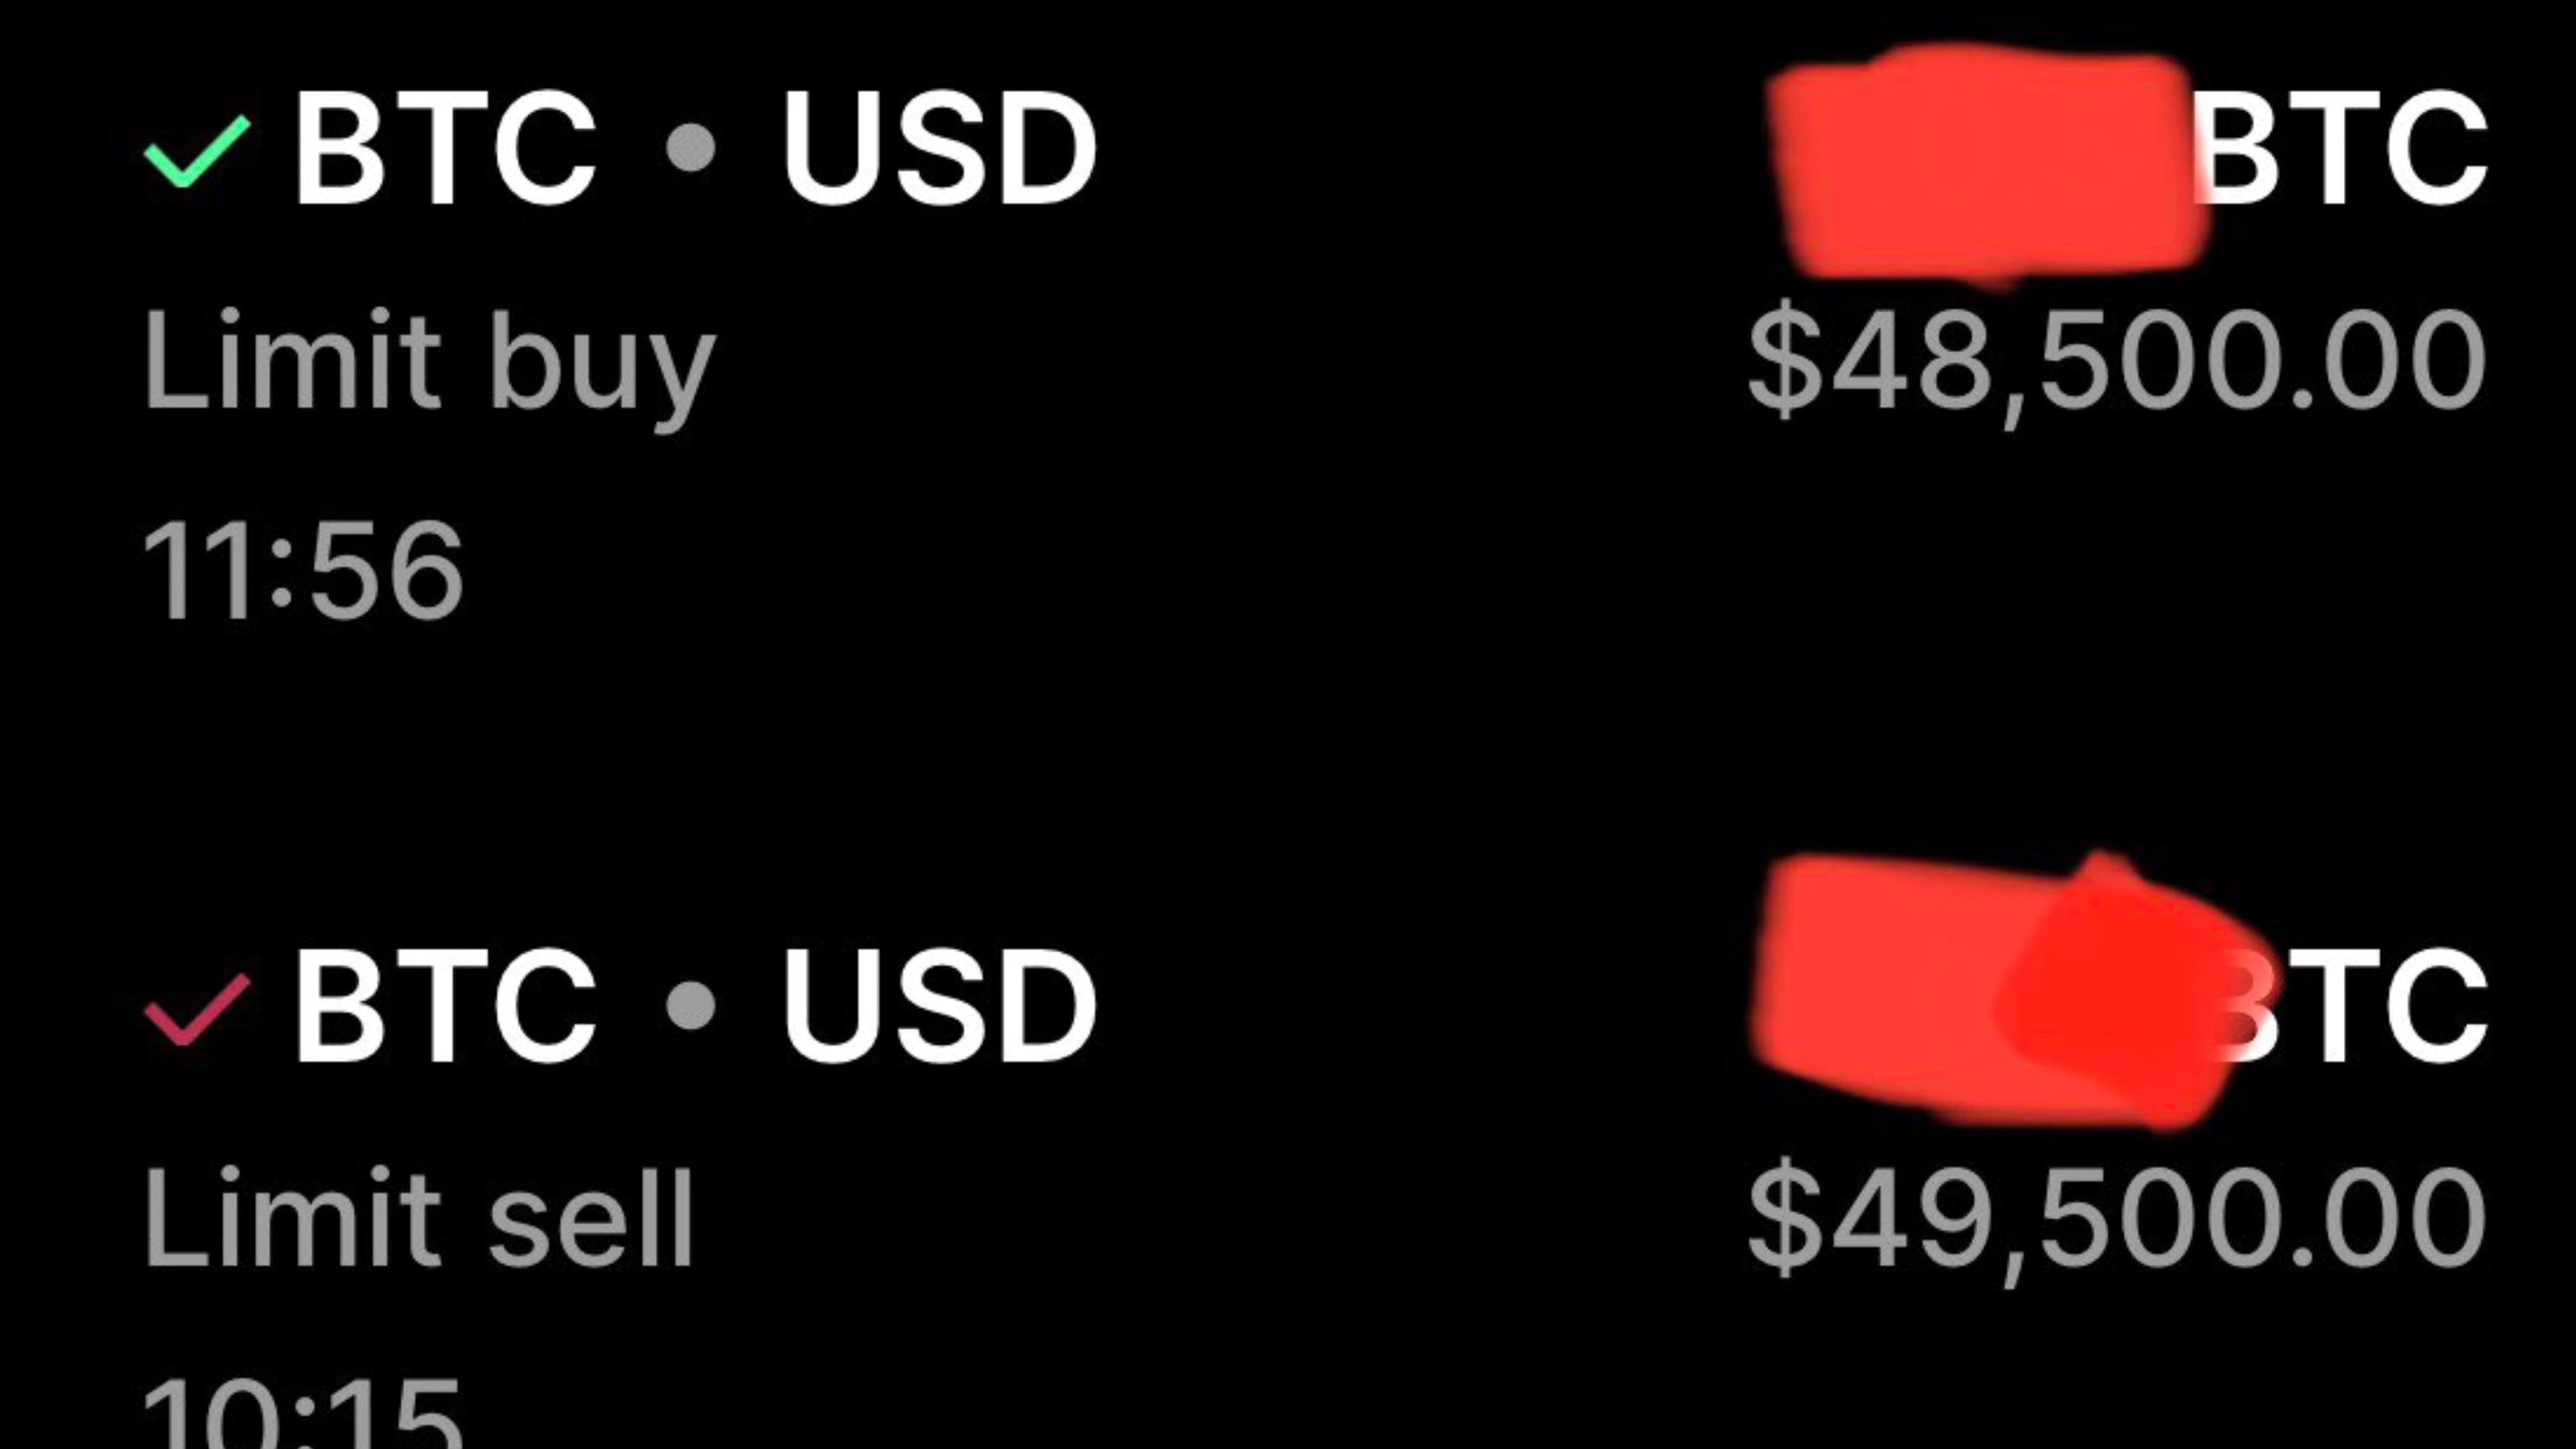 BTC • USD BTC
Limit buy $48,500.00
11:56
BTC • USD BTC
Limit sell $49,500.00
10:15